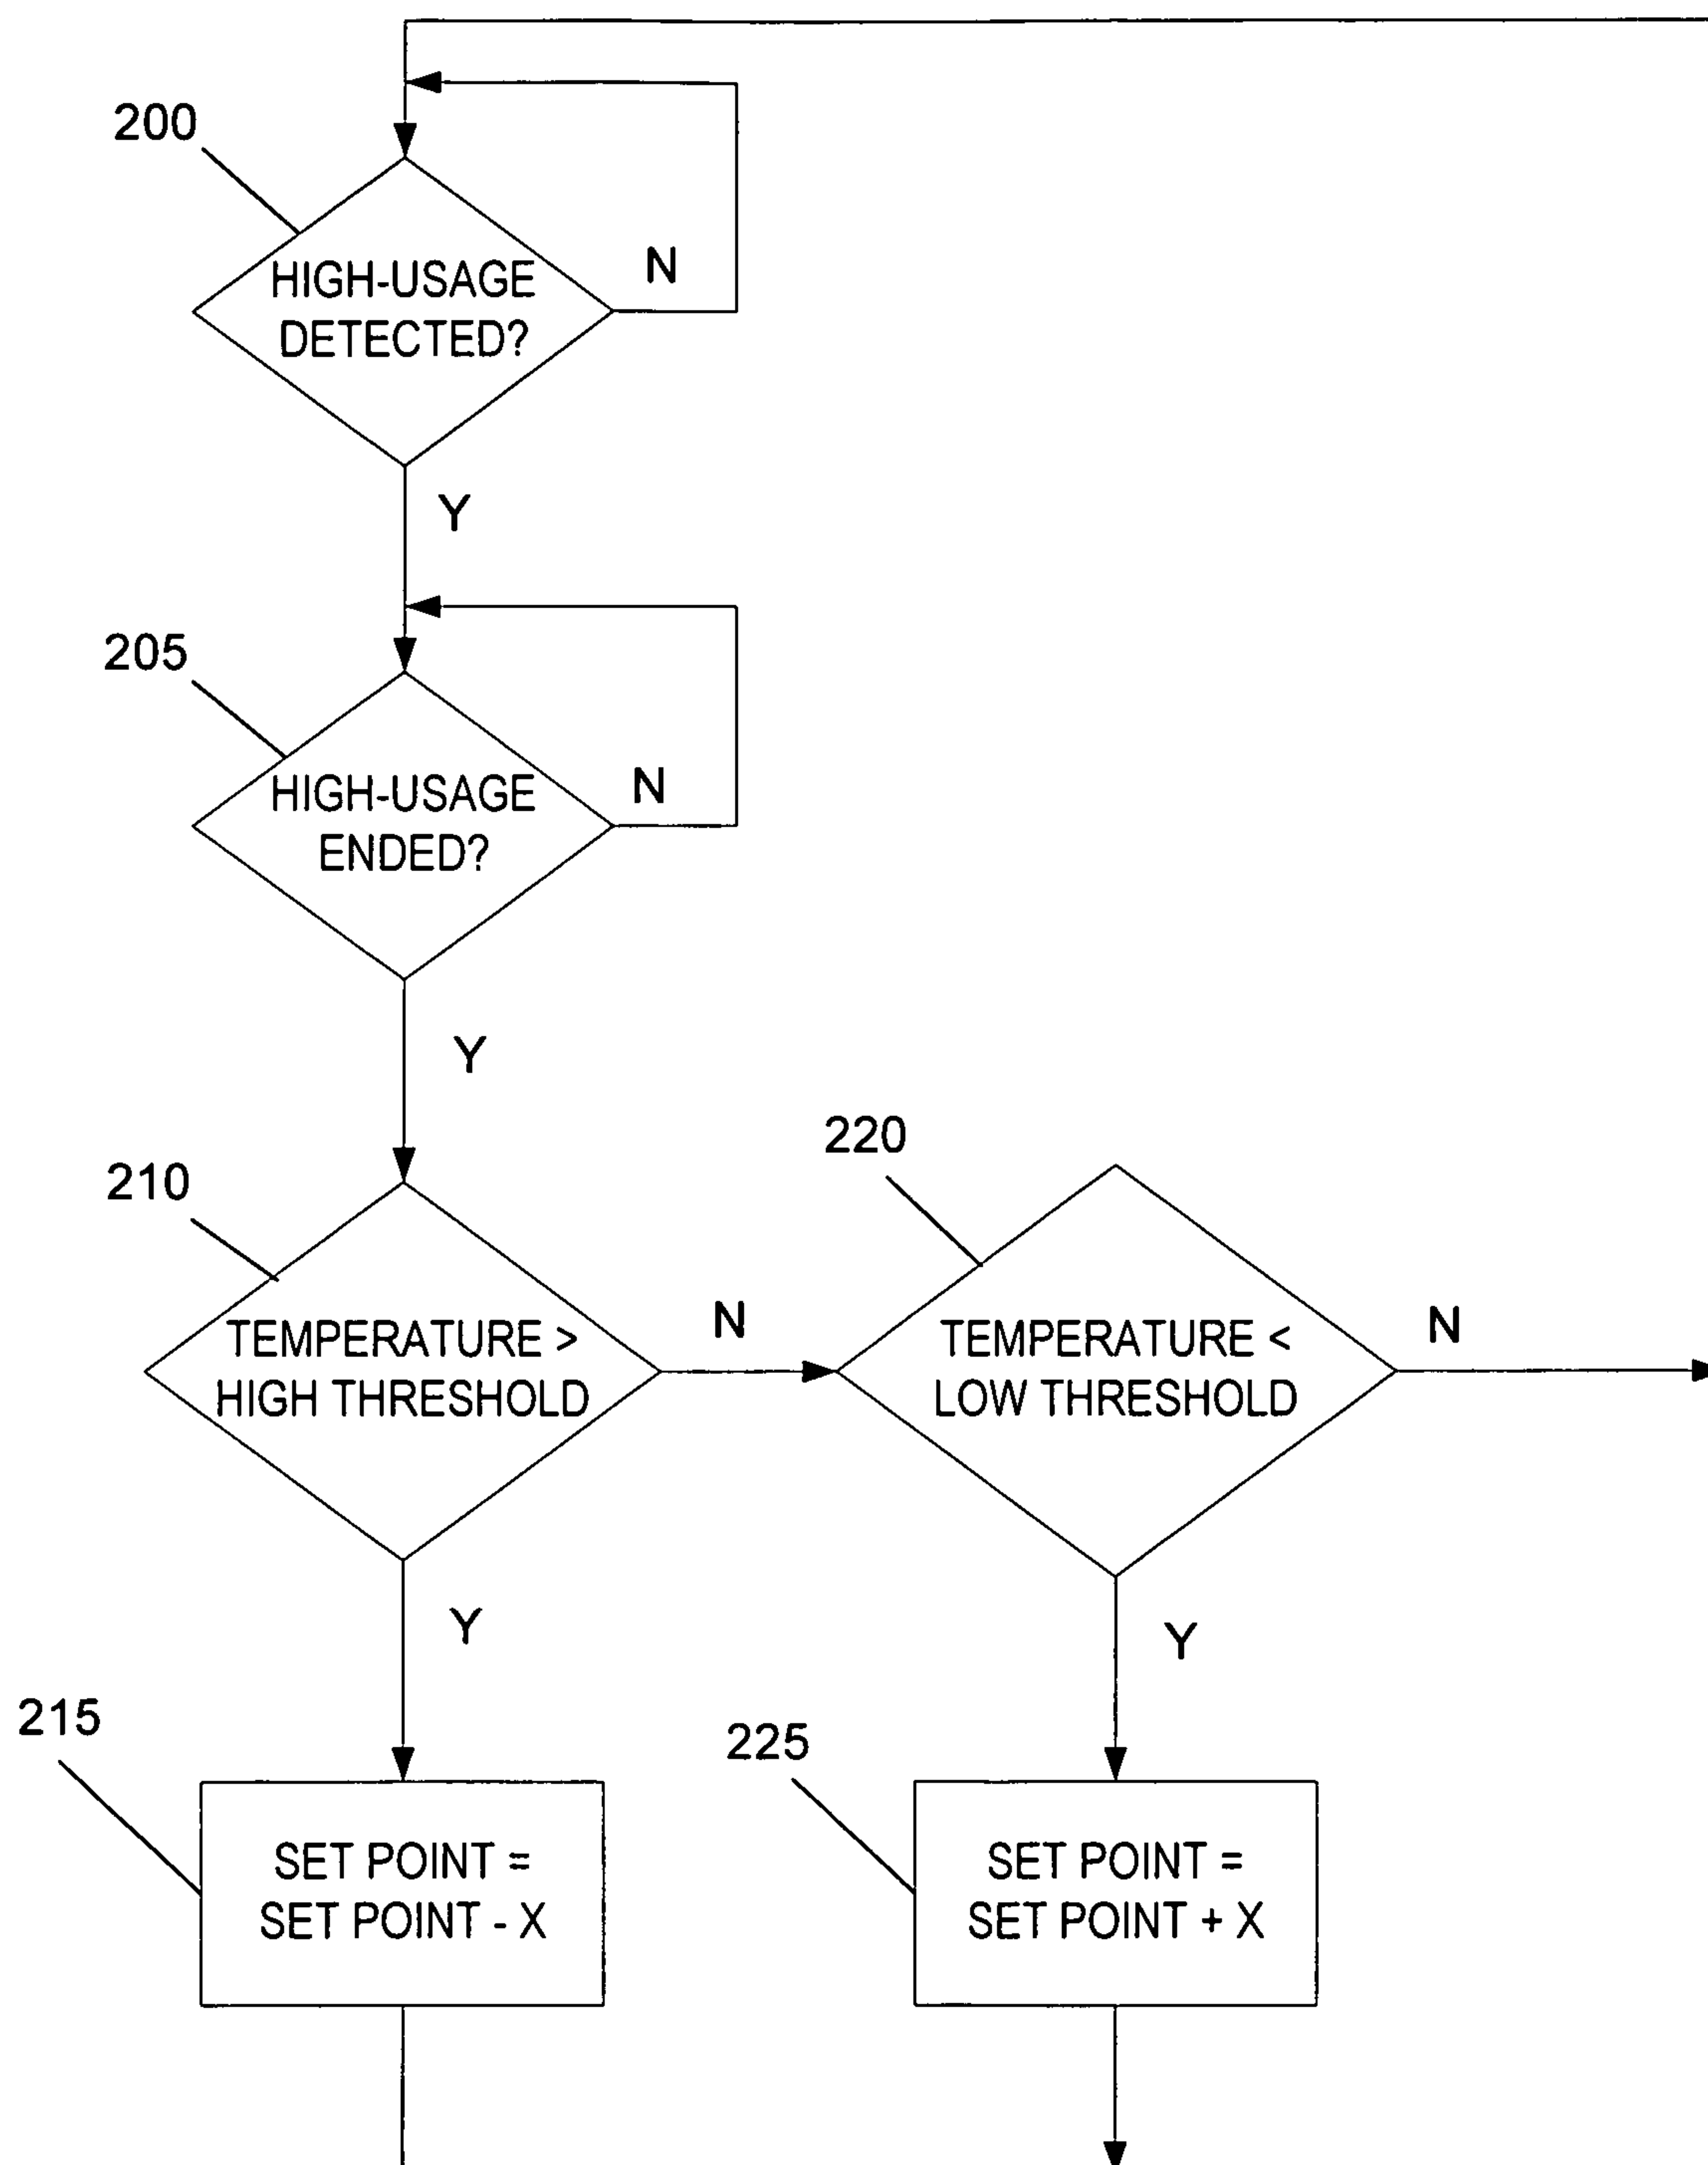 200
HIGH-USAGE
DETECTED?
N
Y
205
HIGH-USAGE
ENDED?
N
Y
210
TEMPERATURE >
HIGH THRESHOLD
N
220
TEMPERATURE <
LOW THRESHOLD
N
Y
Y
215
SET POINT =
SET POINT - X
225
SET POINT =
SET POINT + X